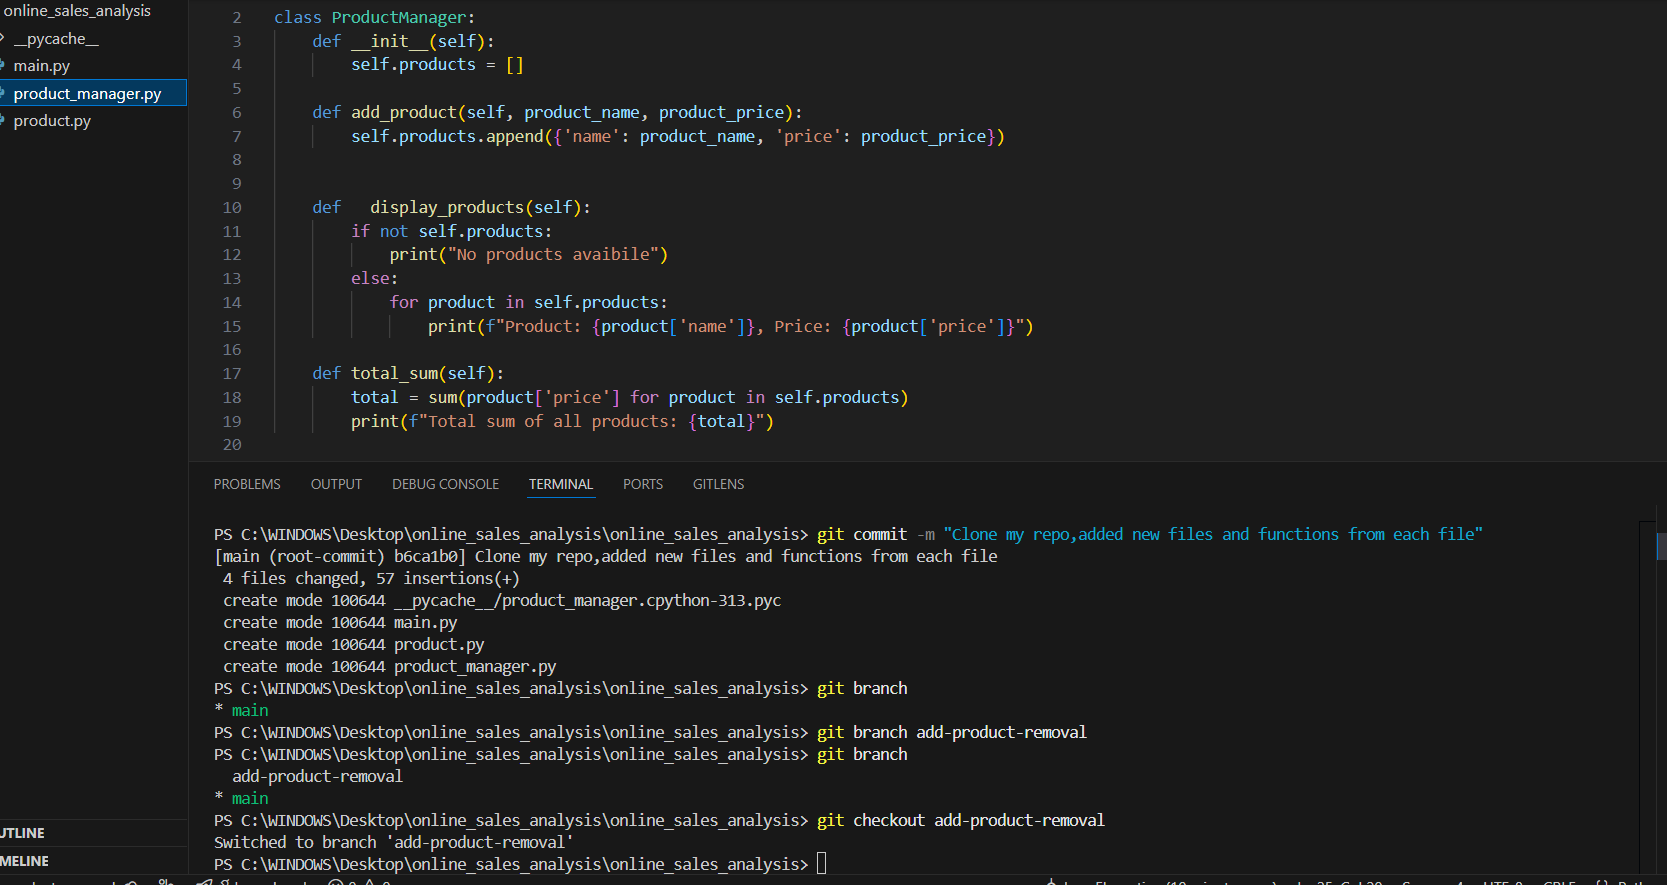 online_sales_analysis
__pycache__
main.py
product_manager.py
product.py
2 class ProductManager:
3 def __init__(self):
4 self.products = []
5
6 def add_product(self, product_name, product_price):
7 self.products.append({'name': product_name, 'price': product_price})
8
9
10 def   display_products(self):
11 if not self.products:
12 print("No products avaibile")
13 else:
14 for product in self.products:
15 print(f"Product: {product['name']}, Price: {product['price']}")
16
17 def total_sum(self):
18 total = sum(product['price'] for product in self.products)
19 print(f"Total sum of all products: {total}")
20
PROBLEMS OUTPUT DEBUG CONSOLE TERMINAL PORTS GITLENS
PS C:\WINDOWS\Desktop\online_sales_analysis\online_sales_analysis> git commit -m "Clone my repo,added new files and functions from each file"
[main (root-commit) b6ca1b0] Clone my repo,added new files and functions from each file
4 files changed, 57 insertions(+)
create mode 100644 __pycache__/product_manager.cpython-313.pyc
create mode 100644 main.py
create mode 100644 product.py
create mode 100644 product_manager.py
PS C:\WINDOWS\Desktop\online_sales_analysis\online_sales_analysis> git branch
* main
PS C:\WINDOWS\Desktop\online_sales_analysis\online_sales_analysis> git branch add-product-removal
PS C:\WINDOWS\Desktop\online_sales_analysis\online_sales_analysis> git branch
add-product-removal
* main
PS C:\WINDOWS\Desktop\online_sales_analysis\online_sales_analysis> git checkout add-product-removal
Switched to branch 'add-product-removal'
PS C:\WINDOWS\Desktop\online_sales_analysis\online_sales_analysis>
UTLINE
MELINE